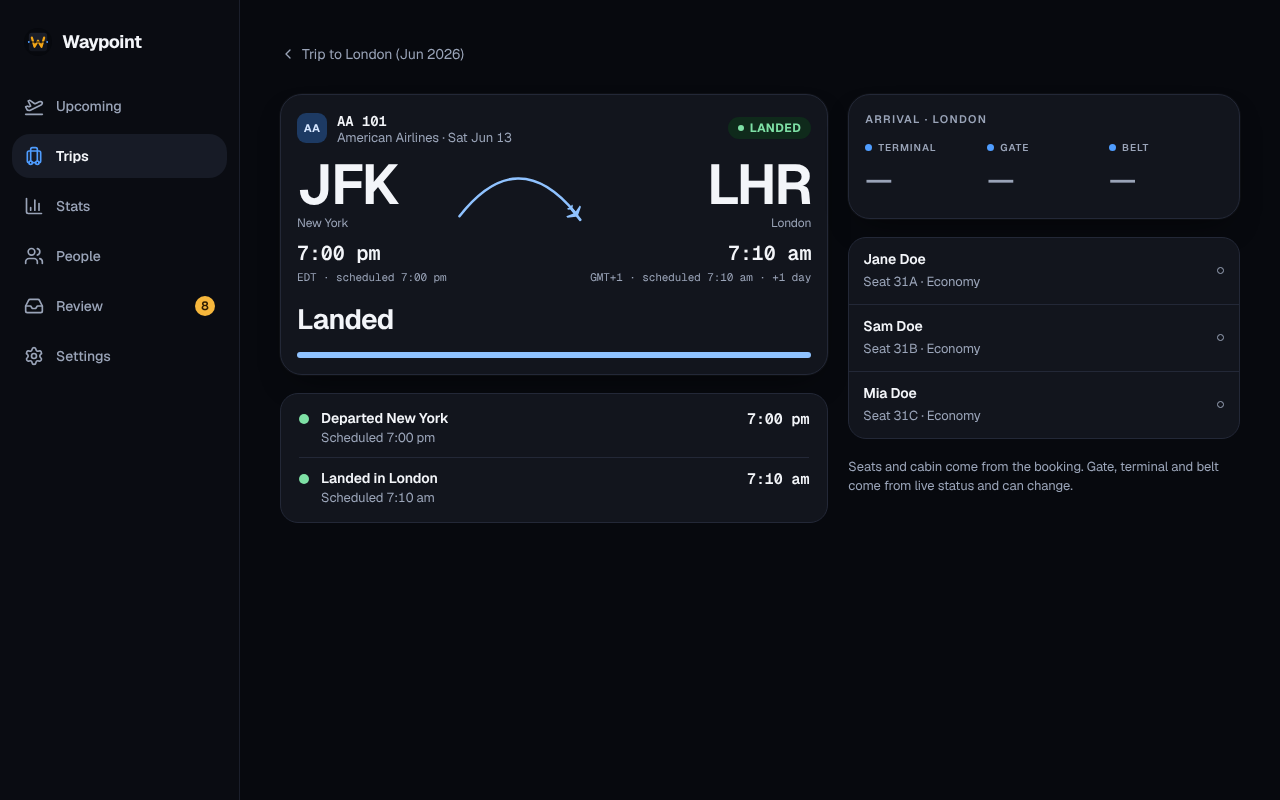 Waypoint
Upcoming
Trips
Stats
People
Review
8
Settings
Trip to London (Jun 2026)
AA
AA 101
American Airlines · Sat Jun 13
LANDED
JFK
LHR
New York
London
7:00 pm
7:10 am
EDT · scheduled 7:00 pm
GMT+1 · scheduled 7:10 am · +1 day
Landed
Departed New York
7:00 pm
Scheduled 7:00 pm
Landed in London
7:10 am
Scheduled 7:10 am
ARRIVAL · LONDON
TERMINAL
GATE
BELT
—
—
—
Jane Doe
Seat 31A · Economy
Sam Doe
Seat 31B · Economy
Mia Doe
Seat 31C · Economy
Seats and cabin come from the booking. Gate, terminal and belt
come from live status and can change.